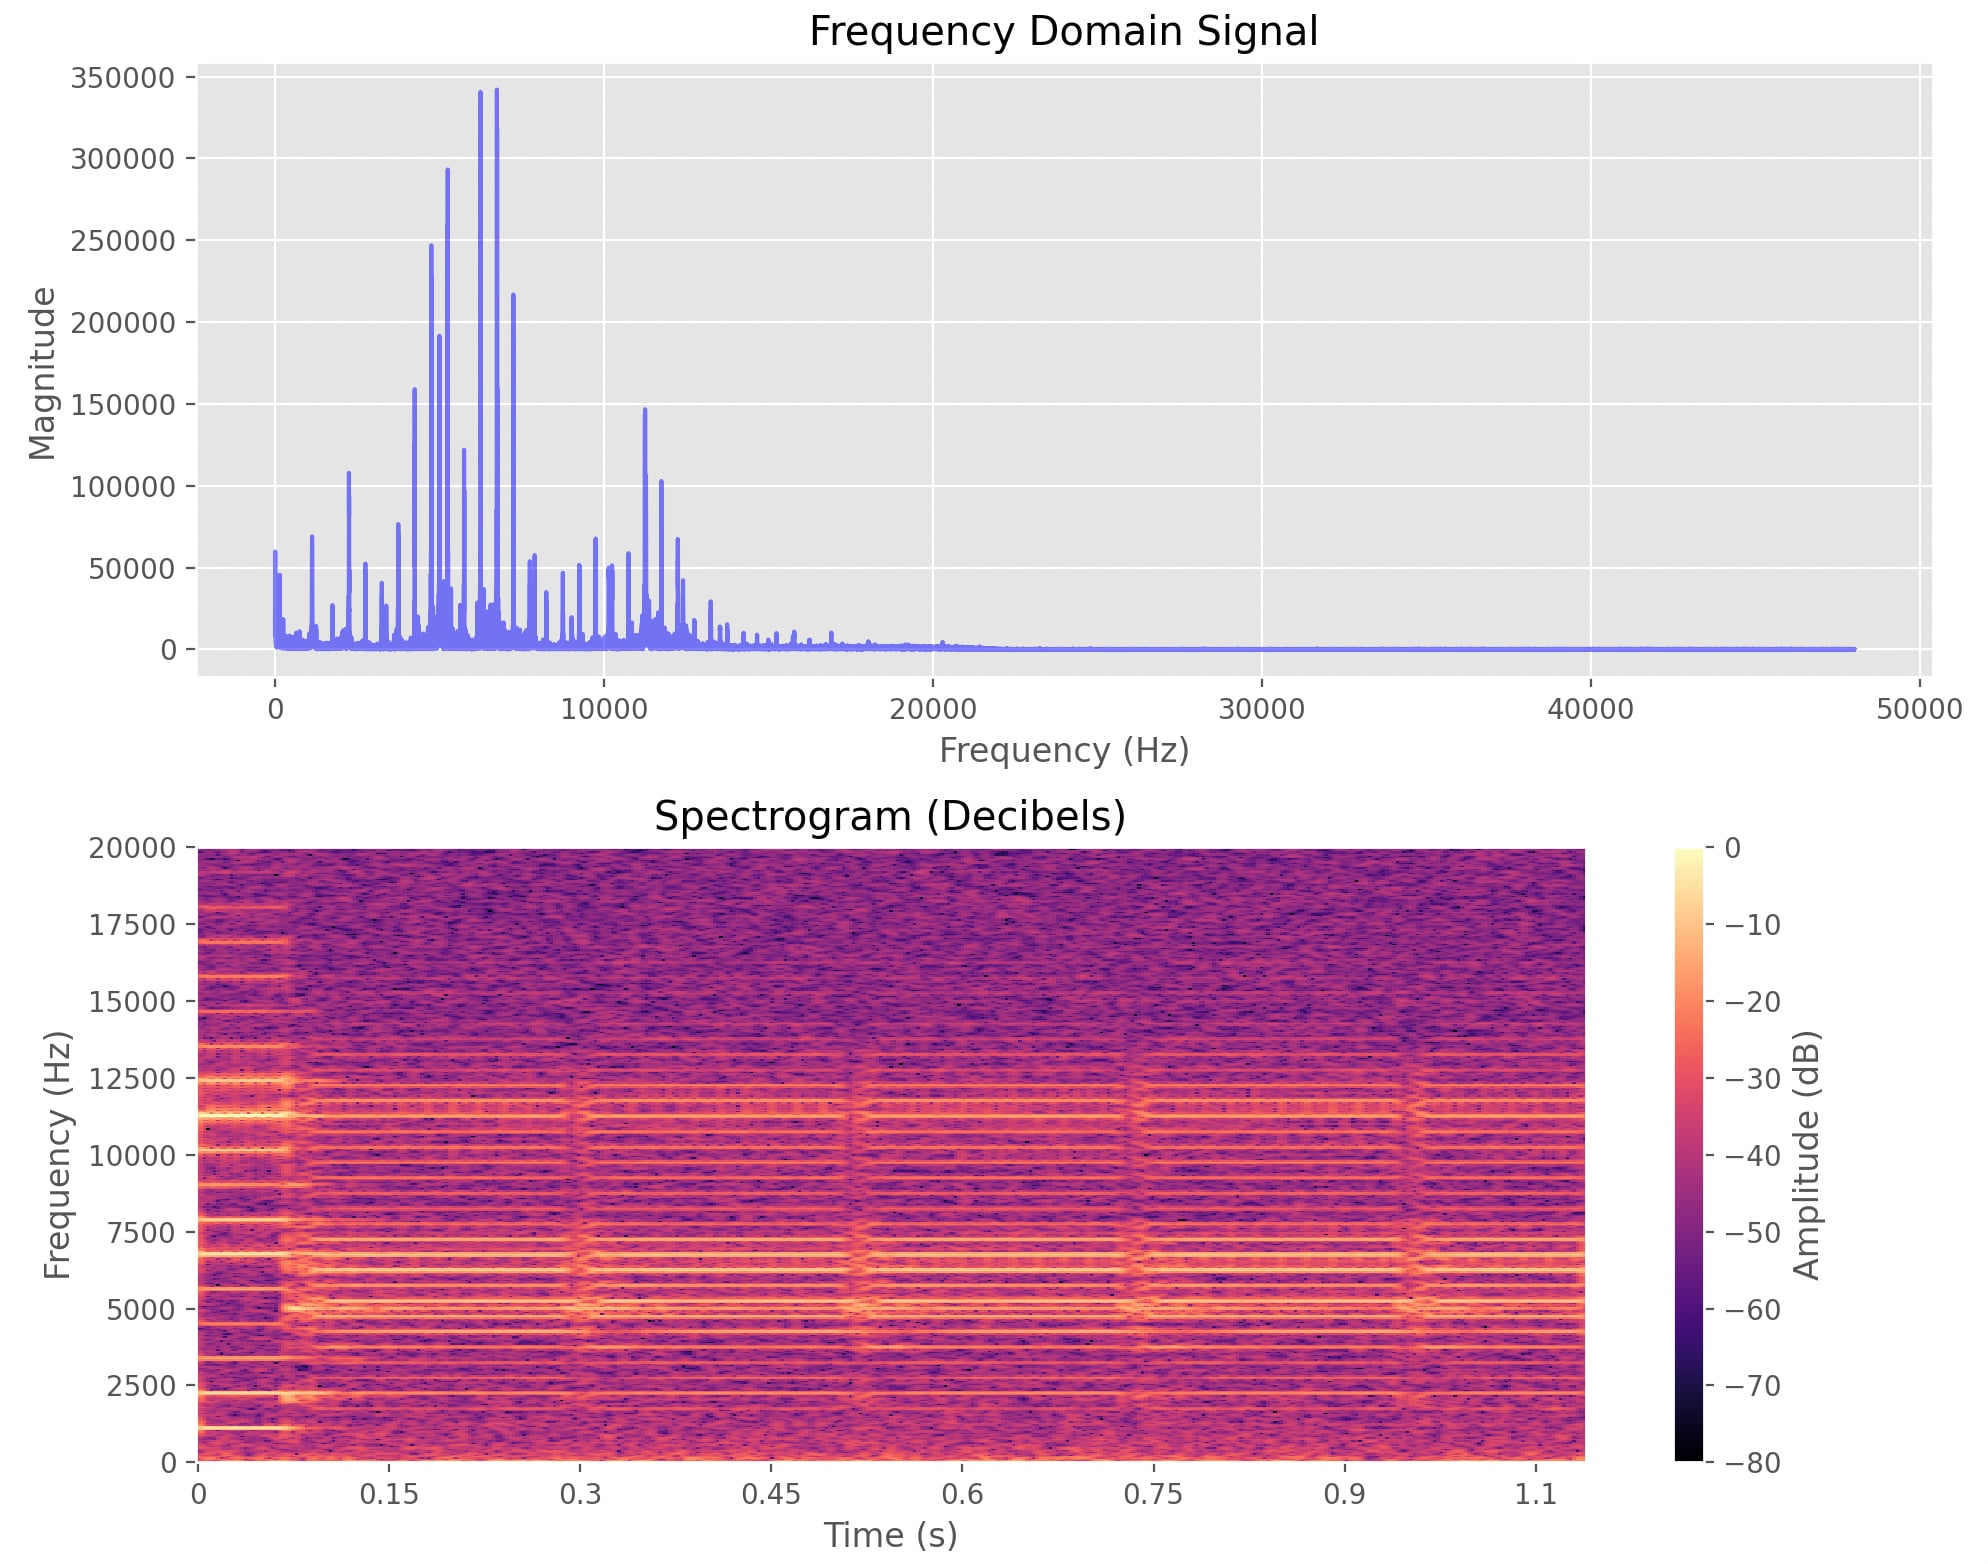 Frequency Domain Signal
350000
300000
250000
200000
150000
100000
50000
0
Magnitude
0 10000 20000 30000 40000 50000
Frequency (Hz)
Spectrogram (Decibels)
20000
17500
15000
12500
10000
7500
5000
2500
0
Frequency (Hz)
0 0.15 0.3 0.45 0.6 0.75 0.9 1.1
Time (s)
0
−10
−20
−30
−40
−50
−60
−70
−80
Amplitude (dB)